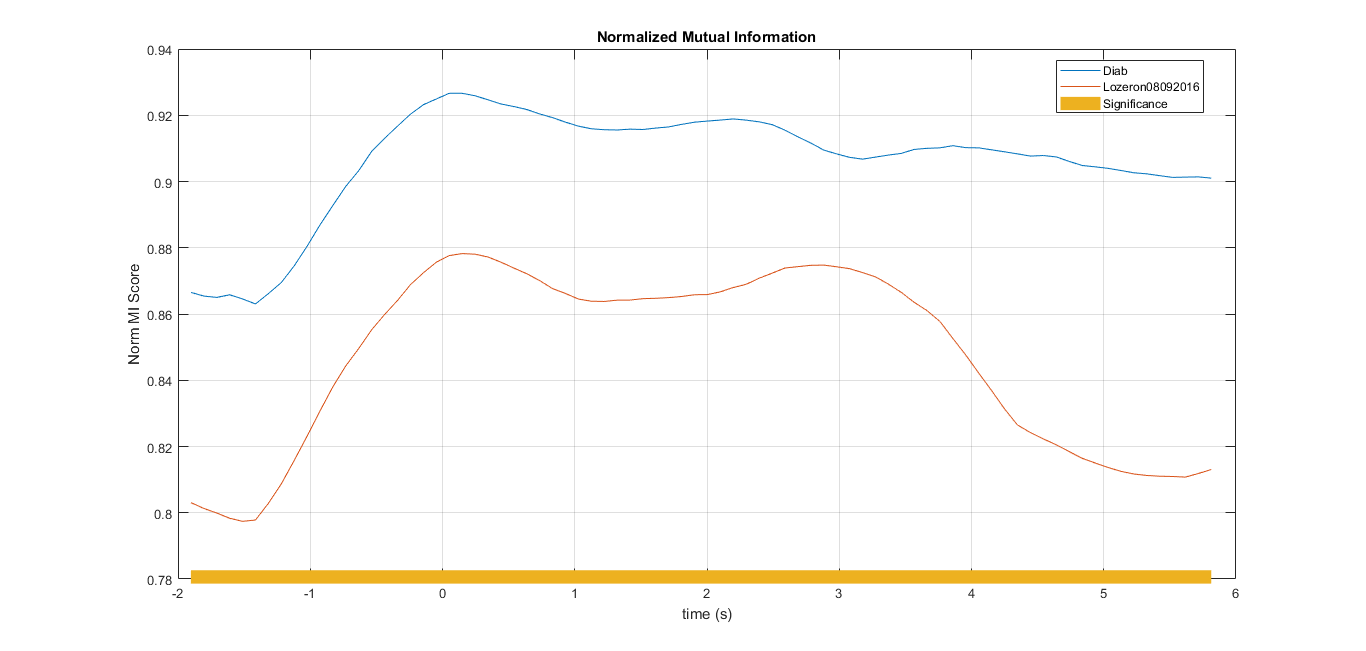 Normalized Mutual Information
Diab
Lozeron08092016
Significance
Norm MI Score
0.94
0.92
0.9
0.88
0.86
0.84
0.82
0.8
0.78
-2 -1 0 1 2 3 4 5 6
time (s)